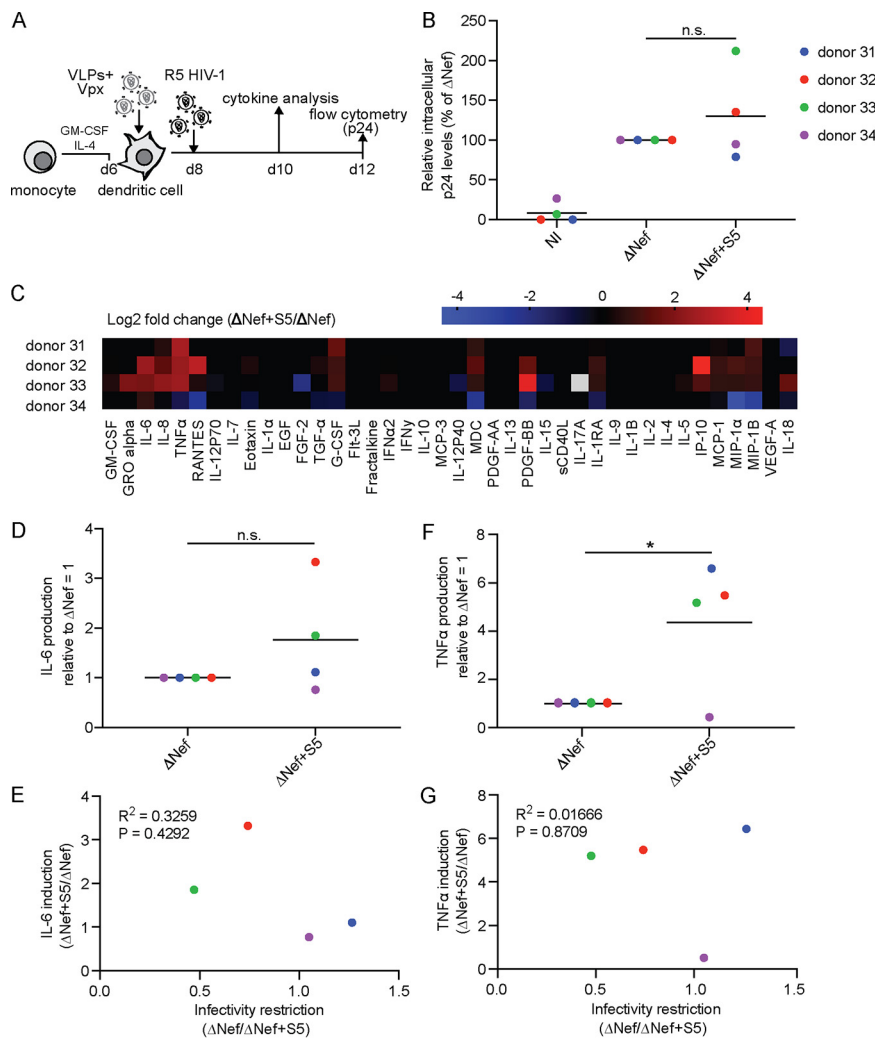 A
VLPs+
Vpx
R5 HIV-1
cytokine analysis
flow cytometry
(p24)
GM-CSF
IL-4
d6
d8
d10
d12
monocyte
dendritic cell
B
Relative intracellular
p24 levels (% of ΔNef)
250
200
150
100
50
0
n.s.
NI
ΔNef
ΔNef+S5
donor 31
donor 32
donor 33
donor 34
C
Log2 fold change (ΔNef+S5/ΔNef)
-4
-2
0
2
4
donor 31
donor 32
donor 33
donor 34
GM-CSF
GRO alpha
IL-6
IL-8
TNFα
RANTES
IL-12P70
IL-7
Eotaxin
IL-1α
EGF
FGF-2
TGF-α
G-CSF
Flt-3L
Fractalkine
IFNα2
IFNy
IL-10
MCP-3
IL-12P40
MDC
PDGF-AA
IL-13
PDGF-BB
IL-15
sCD40L
IL-17A
IL-1RA
IL-9
IL-1B
IL-2
IL-4
IL-5
IP-10
MCP-1
MIP-1α
MIP-1B
VEGF-A
IL-18
D
IL-6 production
relative to ΔNef = 1
4
3
2
1
0
n.s.
ΔNef
ΔNef+S5
F
TNFα production
relative to ΔNef = 1
8
6
4
2
0
*
ΔNef
ΔNef+S5
E
R² = 0.3259
P = 0.4292
IL-6 induction
(ΔNef+S5/ΔNef)
4
3
2
1
0
0.0
0.5
1.0
1.5
Infectivity restriction
(ΔNef/ΔNef+S5)
G
R² = 0.01666
P = 0.8709
TNFα induction
(ΔNef+S5/ΔNef)
8
6
4
2
0
0.0
0.5
1.0
1.5
Infectivity restriction
(ΔNef/ΔNef+S5)